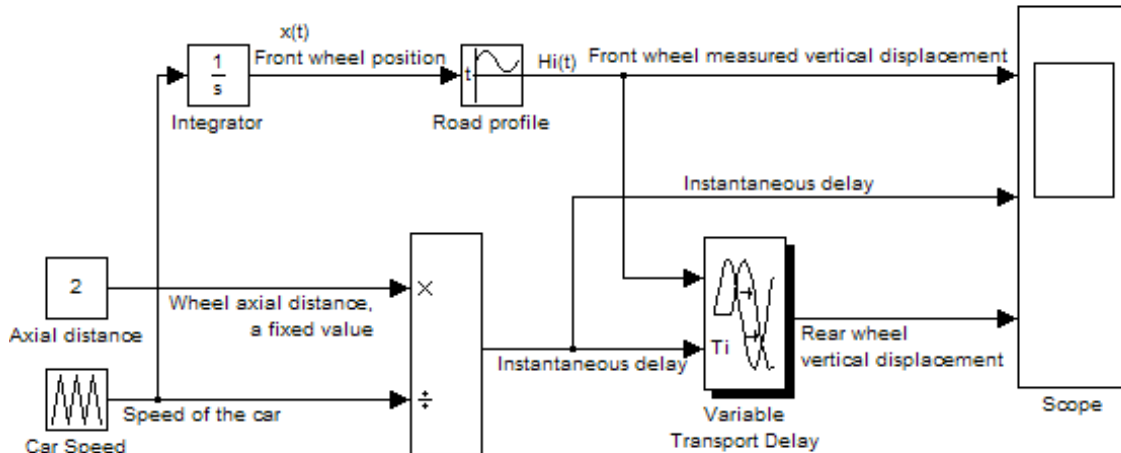 x(t)
Front wheel position
1
s
Integrator
t
Road profile
Hi(t)
Front wheel measured vertical displacement
Instantaneous delay
2
Axial distance
Wheel axial distance,
a fixed value
×
÷
Speed of the car
Car Speed
Instantaneous delay
Ti
Variable
Transport Delay
Rear wheel
vertical displacement
Scope